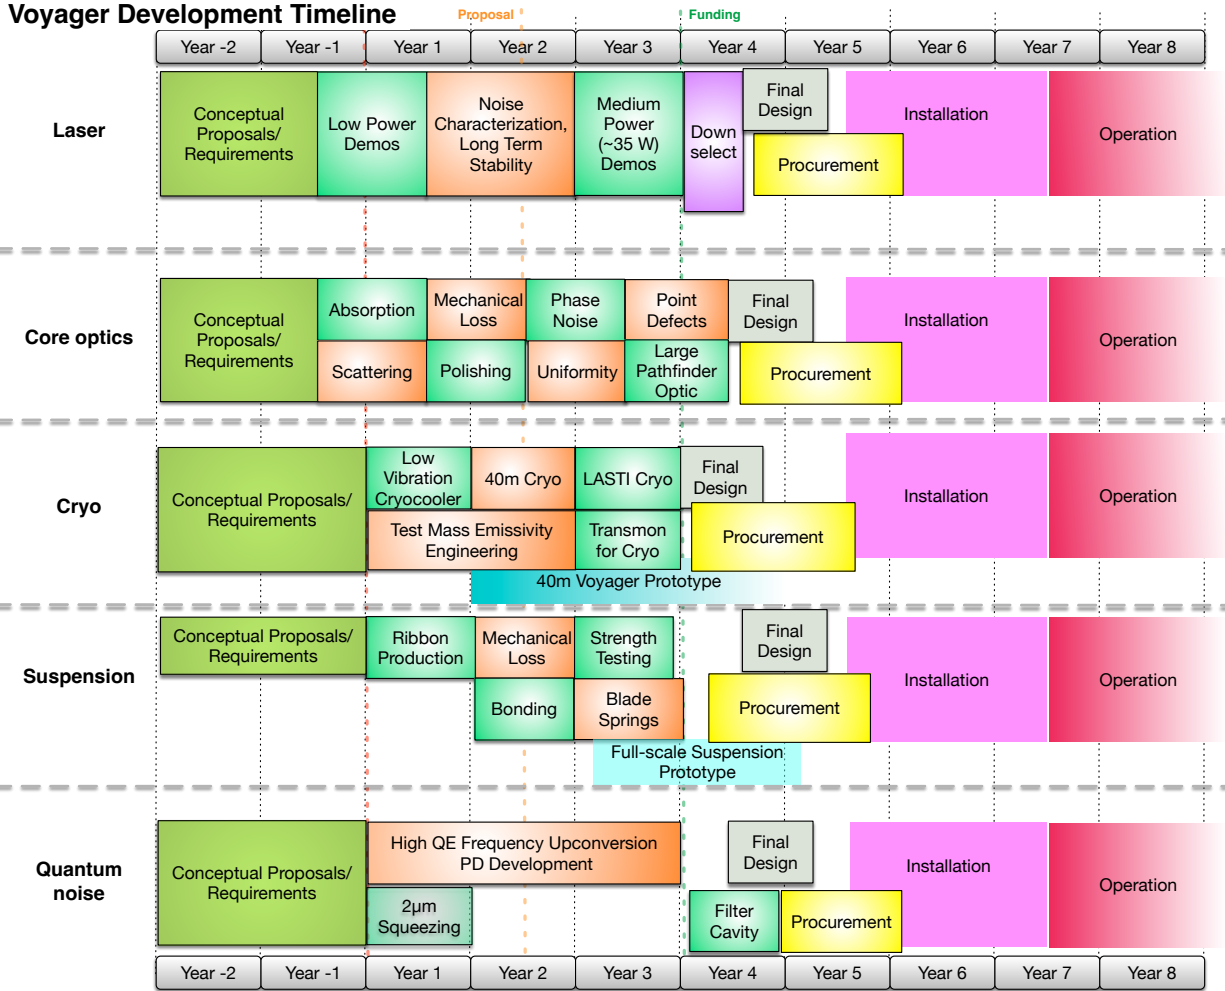 Voyager Development Timeline
Proposal
Funding
Year -2
Year -1
Year 1
Year 2
Year 3
Year 4
Year 5
Year 6
Year 7
Year 8
Laser
Conceptual
Proposals/
Requirements
Low Power
Demos
Noise
Characterization,
Long Term
Stability
Medium
Power
(~35 W)
Demos
Down
select
Final
Design
Procurement
Installation
Operation
Core optics
Conceptual
Proposals/
Requirements
Absorption
Mechanical
Loss
Phase
Noise
Point
Defects
Scattering
Polishing
Uniformity
Large
Pathfinder
Optic
Final
Design
Procurement
Installation
Operation
Cryo
Conceptual Proposals/
Requirements
Low
Vibration
Cryocooler
40m Cryo
LASTI Cryo
Test Mass Emissivity
Engineering
Transmon
for Cryo
40m Voyager Prototype
Final
Design
Procurement
Installation
Operation
Suspension
Conceptual Proposals/
Requirements
Ribbon
Production
Mechanical
Loss
Strength
Testing
Bonding
Blade
Springs
Full-scale Suspension
Prototype
Final
Design
Procurement
Installation
Operation
Quantum
noise
Conceptual Proposals/
Requirements
High QE Frequency Upconversion
PD Development
2µm
Squeezing
Final
Design
Filter
Cavity
Procurement
Installation
Operation
Year -2
Year -1
Year 1
Year 2
Year 3
Year 4
Year 5
Year 6
Year 7
Year 8